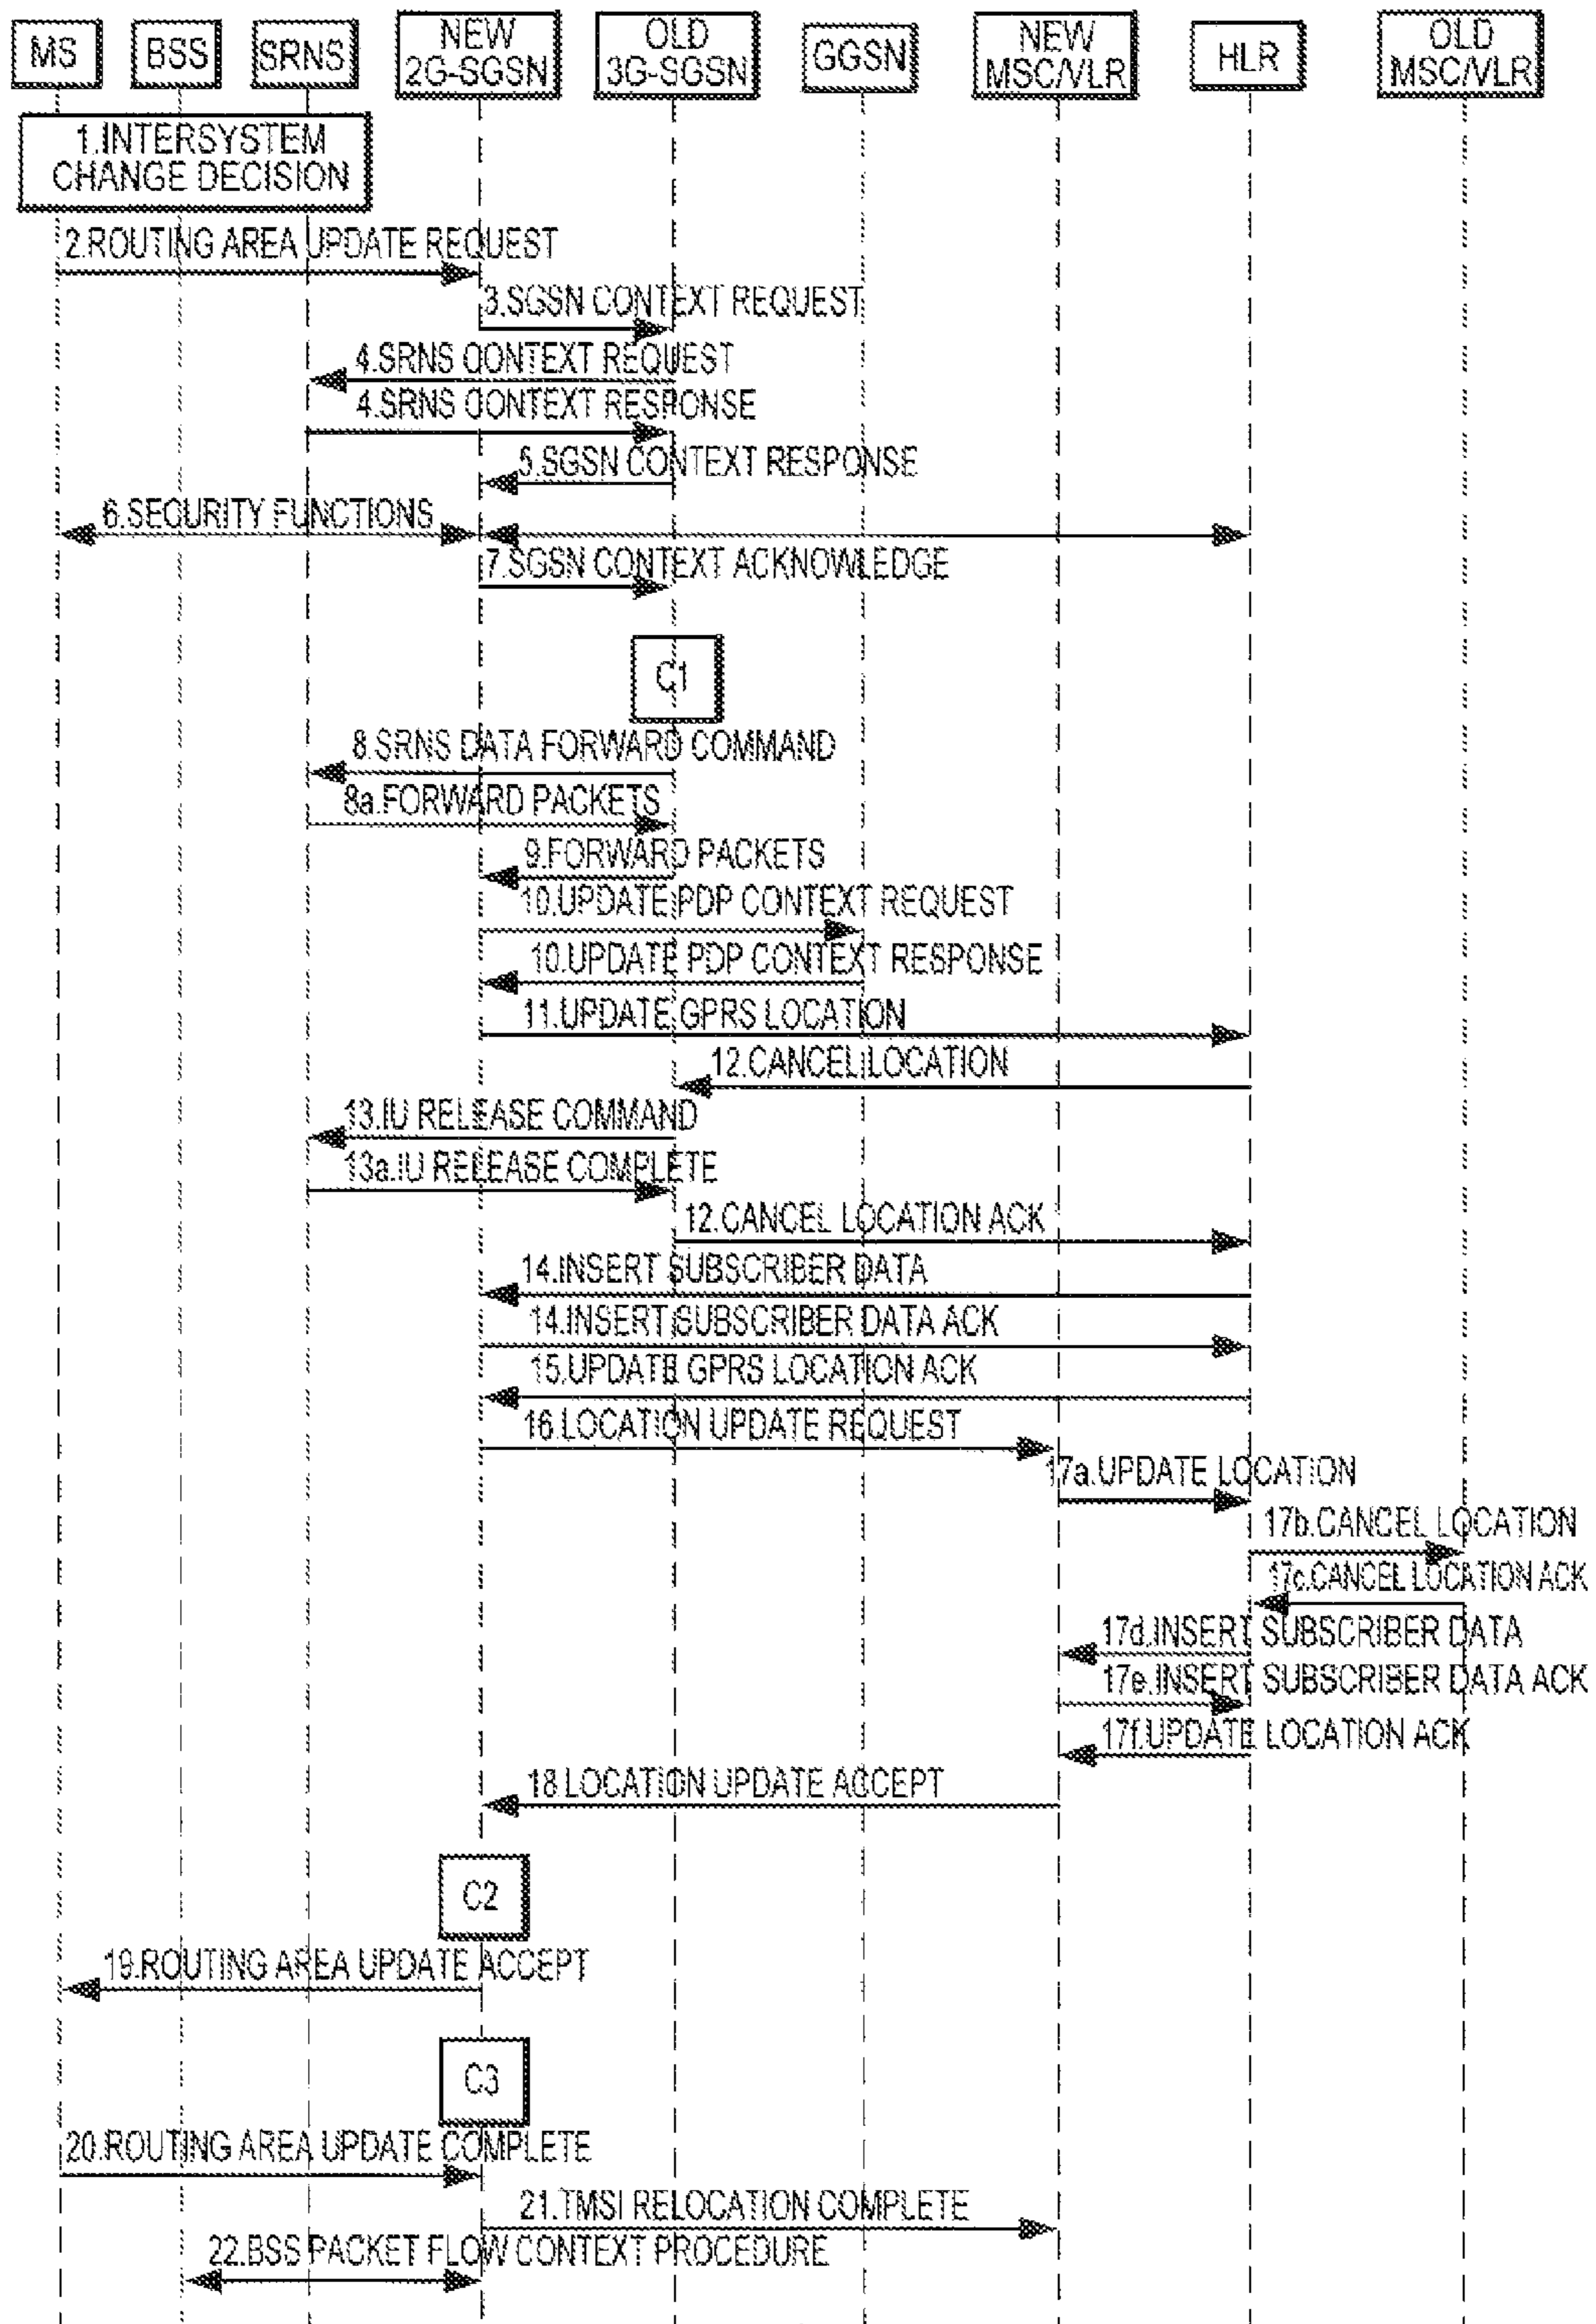 MS
BSS
SRNS
NEW
2G-SGSN
OLD
3G-SGSN
GGSN
NEW
MSC/VLR
HLR
OLD
MSC/VLR
1.INTERSYSTEM
CHANGE DECISION
2.ROUTING AREA UPDATE REQUEST
3.SGSN CONTEXT REQUEST
4.SRNS CONTEXT REQUEST
4.SRNS CONTEXT RESPONSE
5.SGSN CONTEXT RESPONSE
6.SECURITY FUNCTIONS
7.SGSN CONTEXT ACKNOWLEDGE
C1
8.SRNS DATA FORWARD COMMAND
8a.FORWARD PACKETS
9.FORWARD PACKETS
10.UPDATE PDP CONTEXT REQUEST
10.UPDATE PDP CONTEXT RESPONSE
11.UPDATE GPRS LOCATION
12.CANCEL LOCATION
13.IU RELEASE COMMAND
13a.IU RELEASE COMPLETE
12.CANCEL LOCATION ACK
14.INSERT SUBSCRIBER DATA
14.INSERT SUBSCRIBER DATA ACK
15.UPDATE GPRS LOCATION ACK
16.LOCATION UPDATE REQUEST
17a.UPDATE LOCATION
17b.CANCEL LOCATION
17c.CANCEL LOCATION ACK
17d.INSERT SUBSCRIBER DATA
17e.INSERT SUBSCRIBER DATA ACK
17f.UPDATE LOCATION ACK
18.LOCATION UPDATE ACCEPT
C2
19.ROUTING AREA UPDATE ACCEPT
C3
20.ROUTING AREA UPDATE COMPLETE
21.TMSI RELOCATION COMPLETE
22.BSS PACKET FLOW CONTEXT PROCEDURE